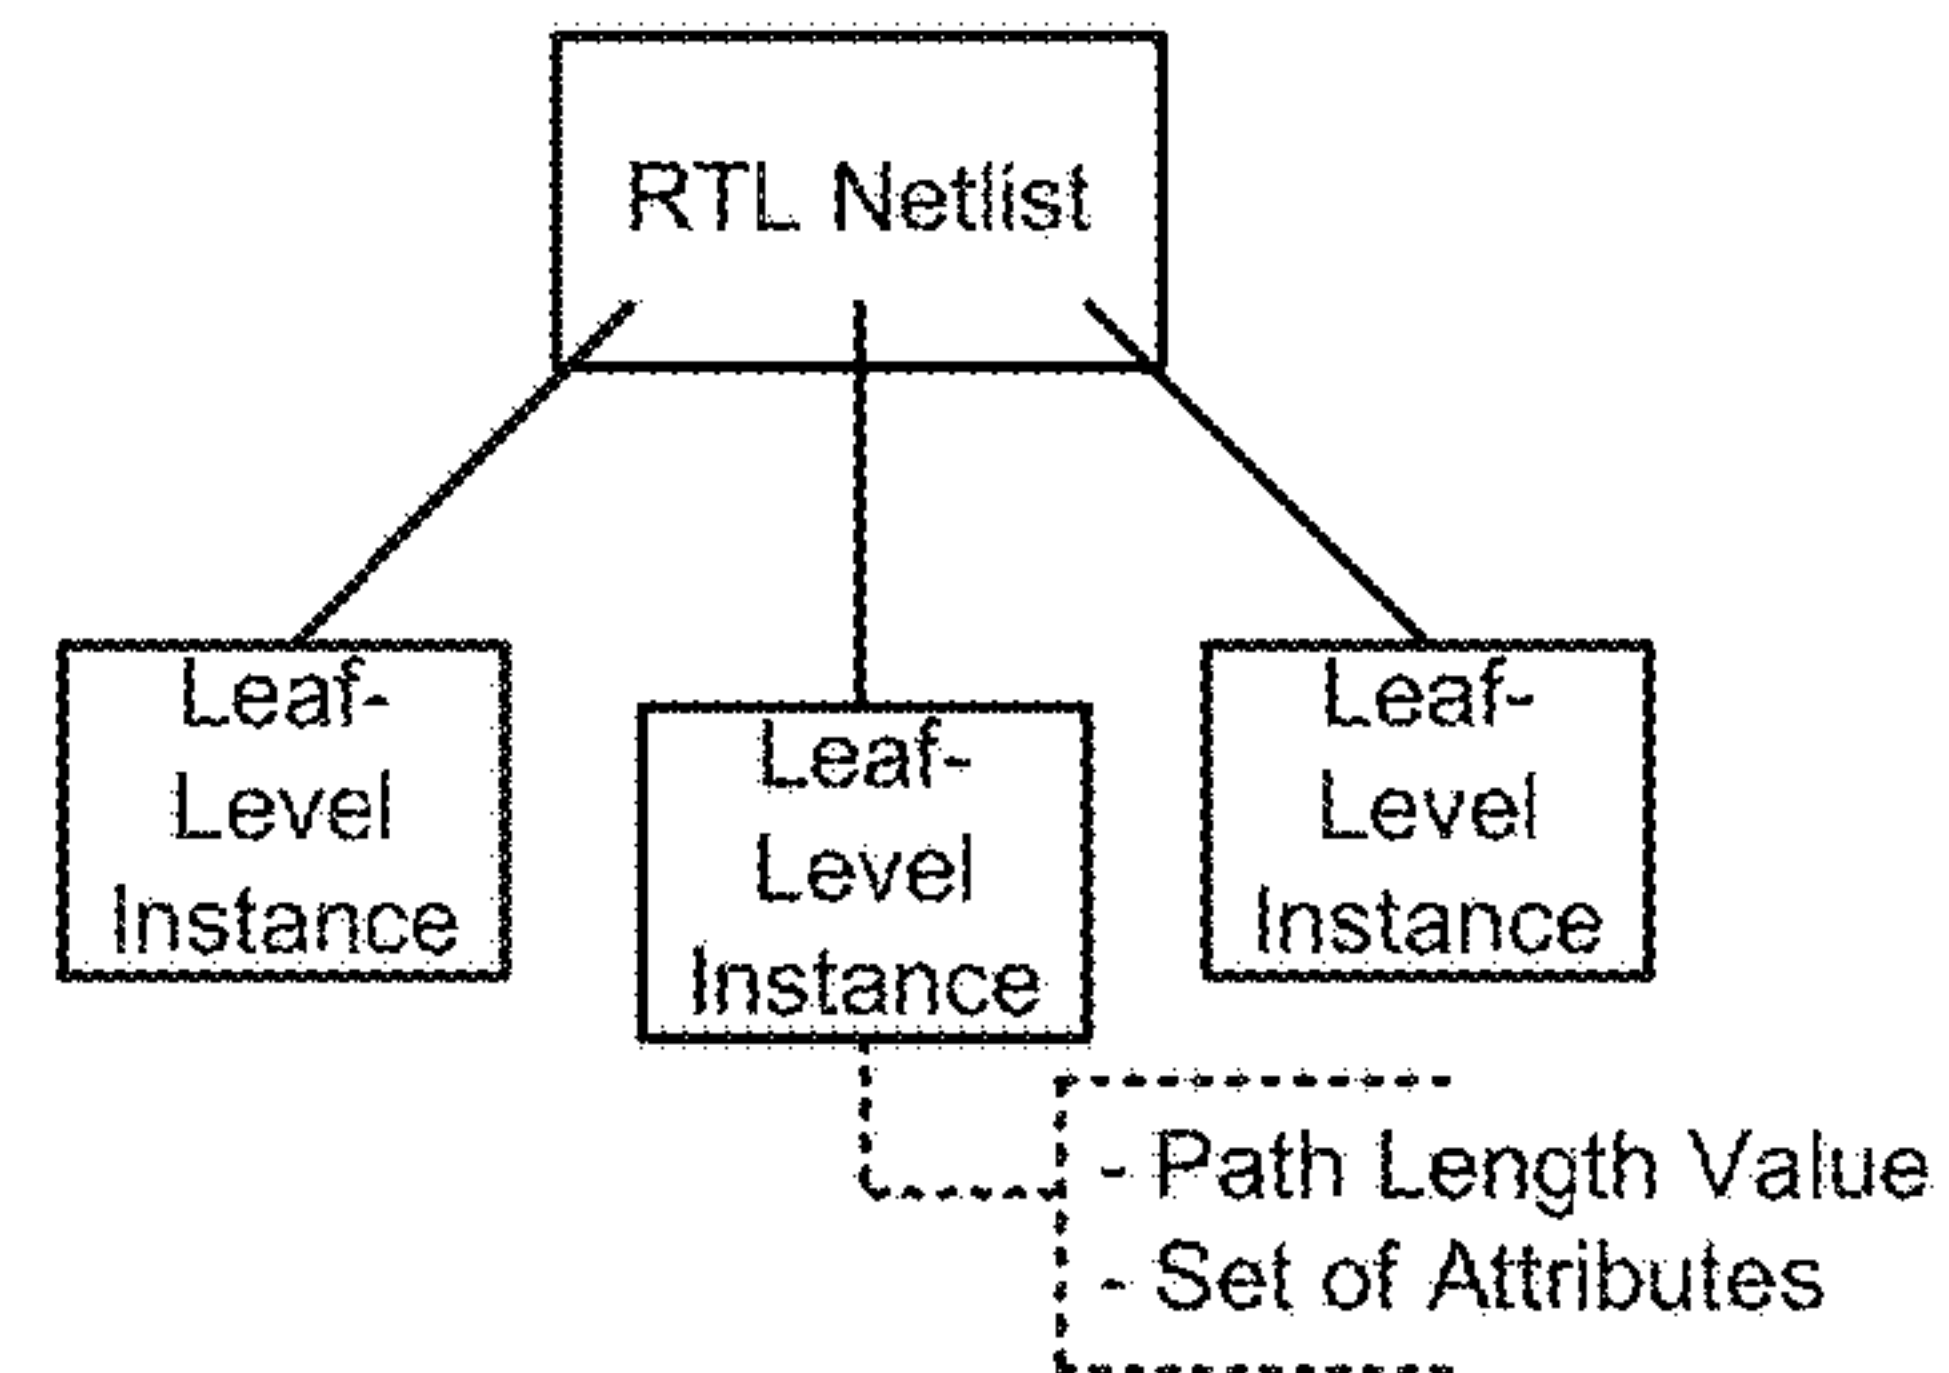 RTL Netlist
Leaf-
Level
Instance
Leaf-
Level
Instance
Leaf-
Level
Instance
- Path Length Value
- Set of Attributes